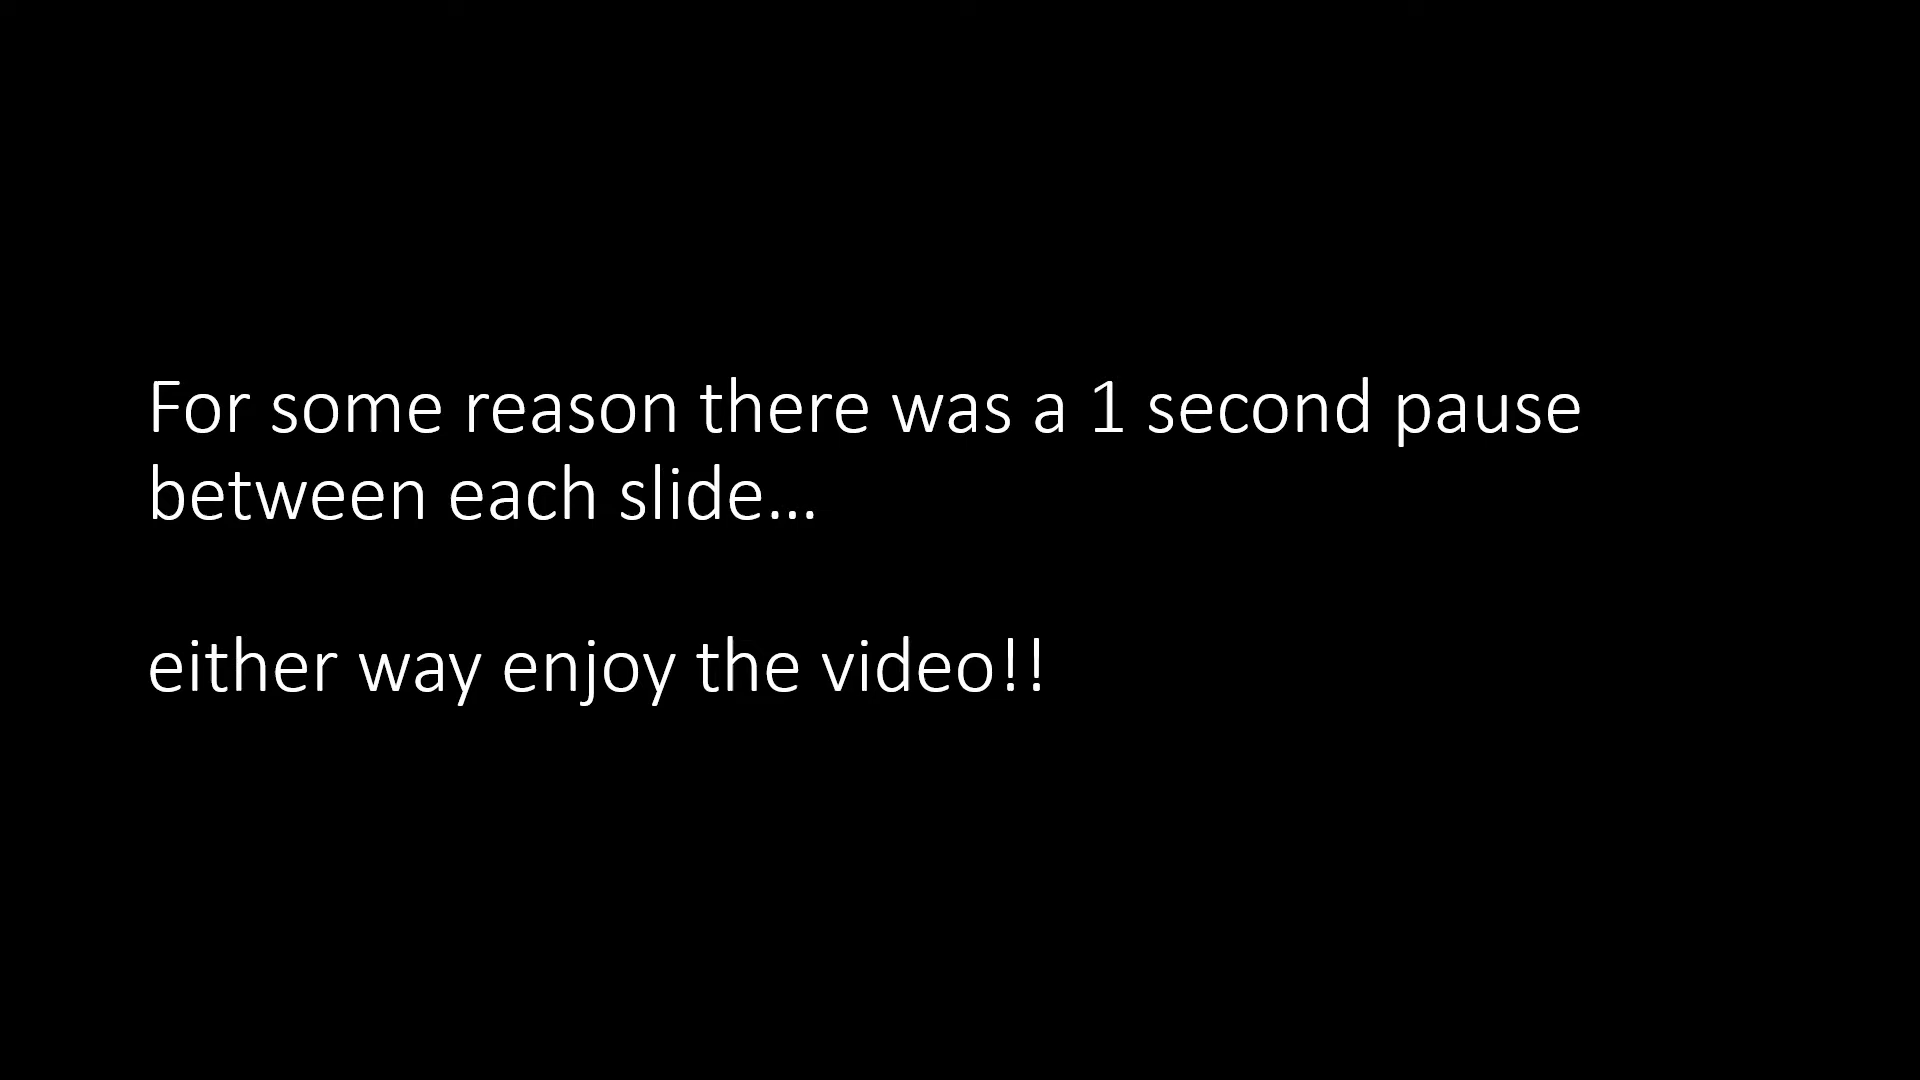 For some reason there was a 1 second pause
between each slide...
either way enjoy the video!!